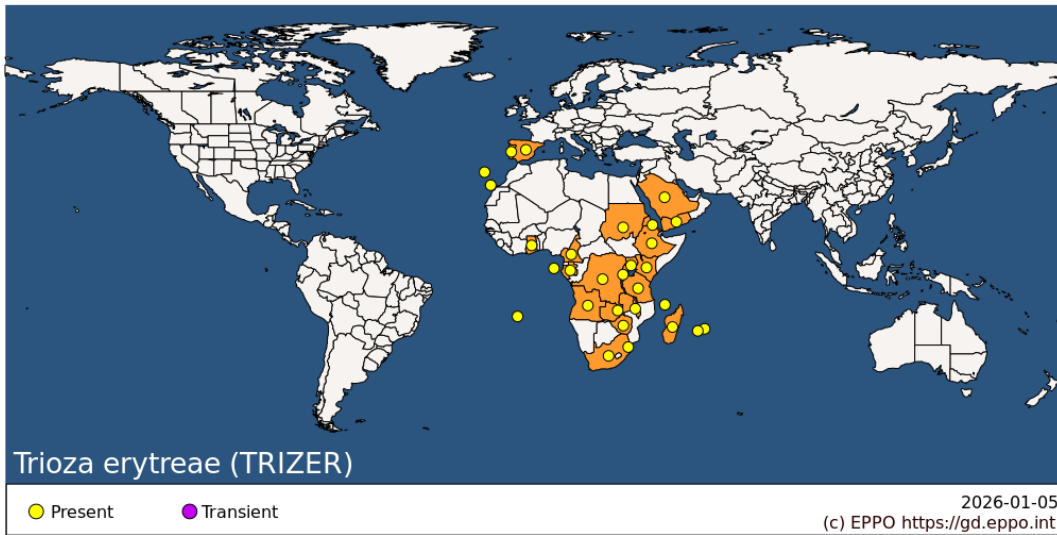 Trioza erytreae (TRIZER)
Present
Transient
2026-01-05
(c) EPPO https://gd.eppo.int